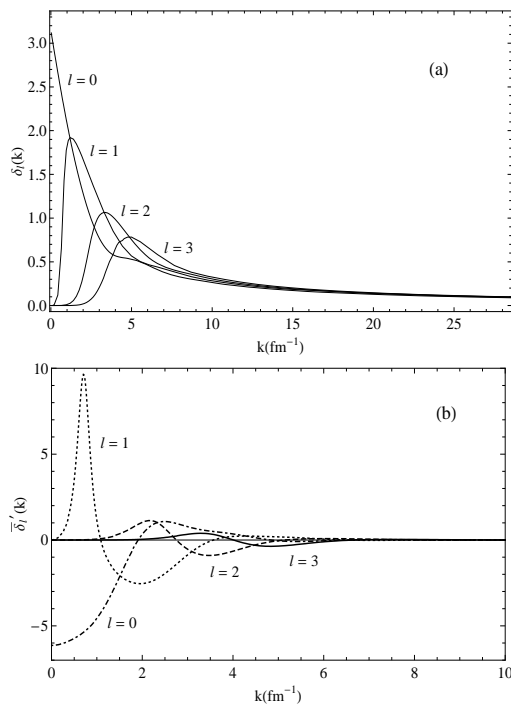 3.0
(a)
l = 0
2.5
2.0
l = 1
δ_l(k)
1.5
l = 2
1.0
l = 3
0.5
0.0
0 5 10 15 20 25
k(fm⁻¹)
10
(b)
5
l = 1
δ̄_l′(k)
0
l = 3
l = 2
l = 0
−5
0 2 4 6 8 10
k(fm⁻¹)